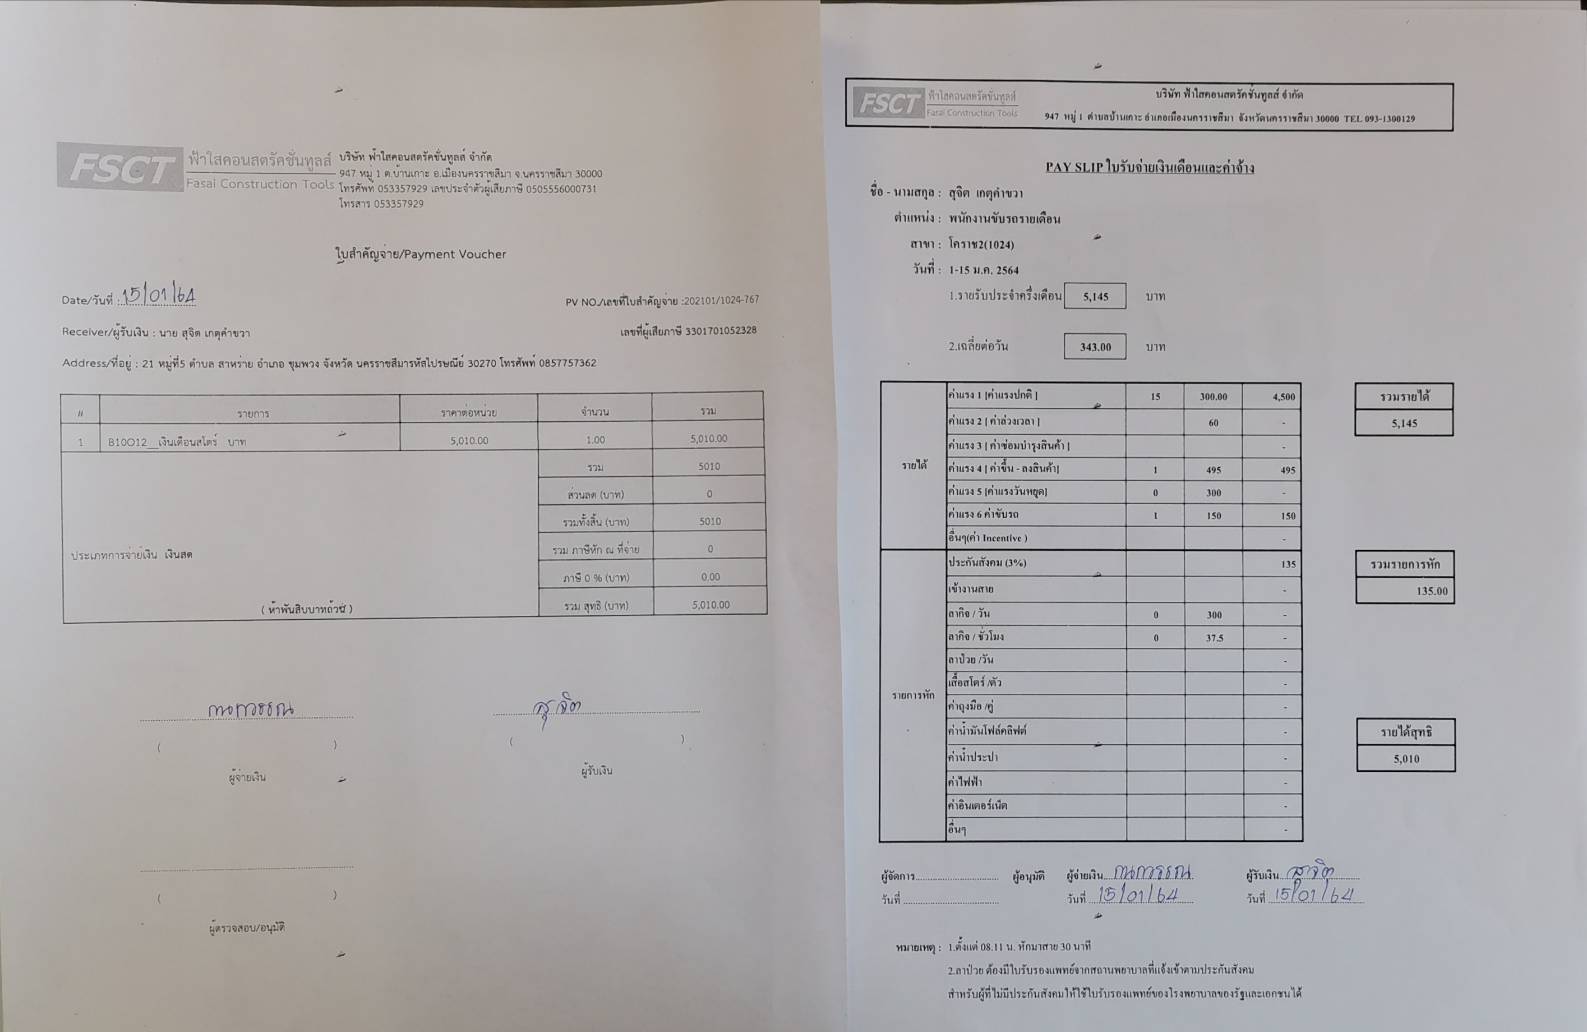 FSCT ฟ้าใสคอนสตรัคชั่นทูลส์
Fasai Construction Tools
บริษัท ฟ้าใสคอนสตรัคชั่นทูลส์ จำกัด
947 หมู่ 1 ต.บ้านเกาะ อ.เมืองนครราชสีมา จ.นครราชสีมา 30000
โทรศัพท์ 053357929 เลขประจำตัวผู้เสียภาษี 0505556000731
โทรสาร 053357929
ใบสำคัญจ่าย/Payment Voucher
Date/วันที่ : 15/01/64
PV NO./เลขที่ใบสำคัญจ่าย :202101/1024-767
Receiver/ผู้รับเงิน : นาย สุจิต เกตุคำขวา
เลขที่ผู้เสียภาษี 3301701052328
Address/ที่อยู่ : 21 หมู่ที่5 ตำบล สาหร่าย อำเภอ ชุมพวง จังหวัด นครราชสีมารหัสไปรษณีย์ 30270 โทรศัพท์ 0857757362
# รายการ ราคาต่อหน่วย จำนวน รวม
1 B10012__เงินเดือนสโตร์ บาท 5,010.00 1.00 5,010.00
รวม 5010
ส่วนลด (บาท) 0
รวมทั้งสิ้น (บาท) 5010
ประเภทการจ่ายเงิน เงินสด
รวม ภาษีหัก ณ ที่จ่าย 0
ภาษี 0 % (บาท) 0.00
( ห้าพันสิบบาทถ้วน ) รวม สุทธิ (บาท) 5,010.00
สุจิต
( ) ( )
ผู้จ่ายเงิน ผู้รับเงิน
( )
ผู้ตรวจสอบ/อนุมัติ
FSCT ฟ้าใสคอนสตรัคชั่นทูลส์
Fasai Construction Tools
บริษัท ฟ้าใสคอนสตรัคชั่นทูลส์ จำกัด
947 หมู่ 1 ตำบลบ้านเกาะ อำเภอเมืองนครราชสีมา จังหวัดนครราชสีมา 30000 TEL 093-1300129
PAY SLIP ใบรับจ่ายเงินเดือนและค่าจ้าง
ชื่อ - นามสกุล : สุจิต เกตุคำขวา
ตำแหน่ง : พนักงานขับรถรายเดือน
สาขา : โคราช2(1024)
วันที่ : 1-15 ม.ค. 2564
1.รายรับประจำครึ่งเดือน 5,145 บาท
2.เฉลี่ยต่อวัน 343.00 บาท
รายได้
ค่าแรง 1 [ค่าแรงปกติ ] 15 300.00 4,500
ค่าแรง 2 [ ค่าล่วงเวลา ] 60 -
ค่าแรง 3 [ ค่าซ่อมบำรุงสินค้า ] -
ค่าแรง 4 [ ค่าขึ้น - ลงสินค้า] 1 495 495
ค่าแรง 5 [ค่าแรงวันหยุด] 0 300 -
ค่าแรง 6 ค่าขับรถ 1 150 150
อื่นๆ(ค่า Incentive ) -
รวมรายได้
5,145
รายการหัก
ประกันสังคม (3%) 135
เข้างานสาย -
ลากิจ / วัน 0 300 -
ลากิจ / ชั่วโมง 0 37.5 -
ลาป่วย /วัน -
เสื้อสโตร์ /ตัว -
ค่าถุงมือ /คู่ -
ค่าน้ำมันโฟล์คลิฟต์ -
ค่าน้ำประปา -
ค่าไฟฟ้า -
ค่าอินเตอร์เน็ต -
อื่นๆ -
รวมรายการหัก
135.00
รายได้สุทธิ
5,010
ผู้จัดการ ผู้อนุมัติ ผู้จ่ายเงิน ผู้รับเงิน สุจิต
วันที่ วันที่ 15/01/64 วันที่ 15/01/64
หมายเหตุ : 1.ตั้งแต่ 08.11 น. หักมาสาย 30 นาที
2.ลาป่วย ต้องมีใบรับรองแพทย์จากสถานพยาบาลที่แจ้งเข้าตามประกันสังคม
สำหรับผู้ที่ไม่มีประกันสังคมให้ใช้ใบรับรองแพทย์ของโรงพยาบาลของรัฐและเอกชนได้